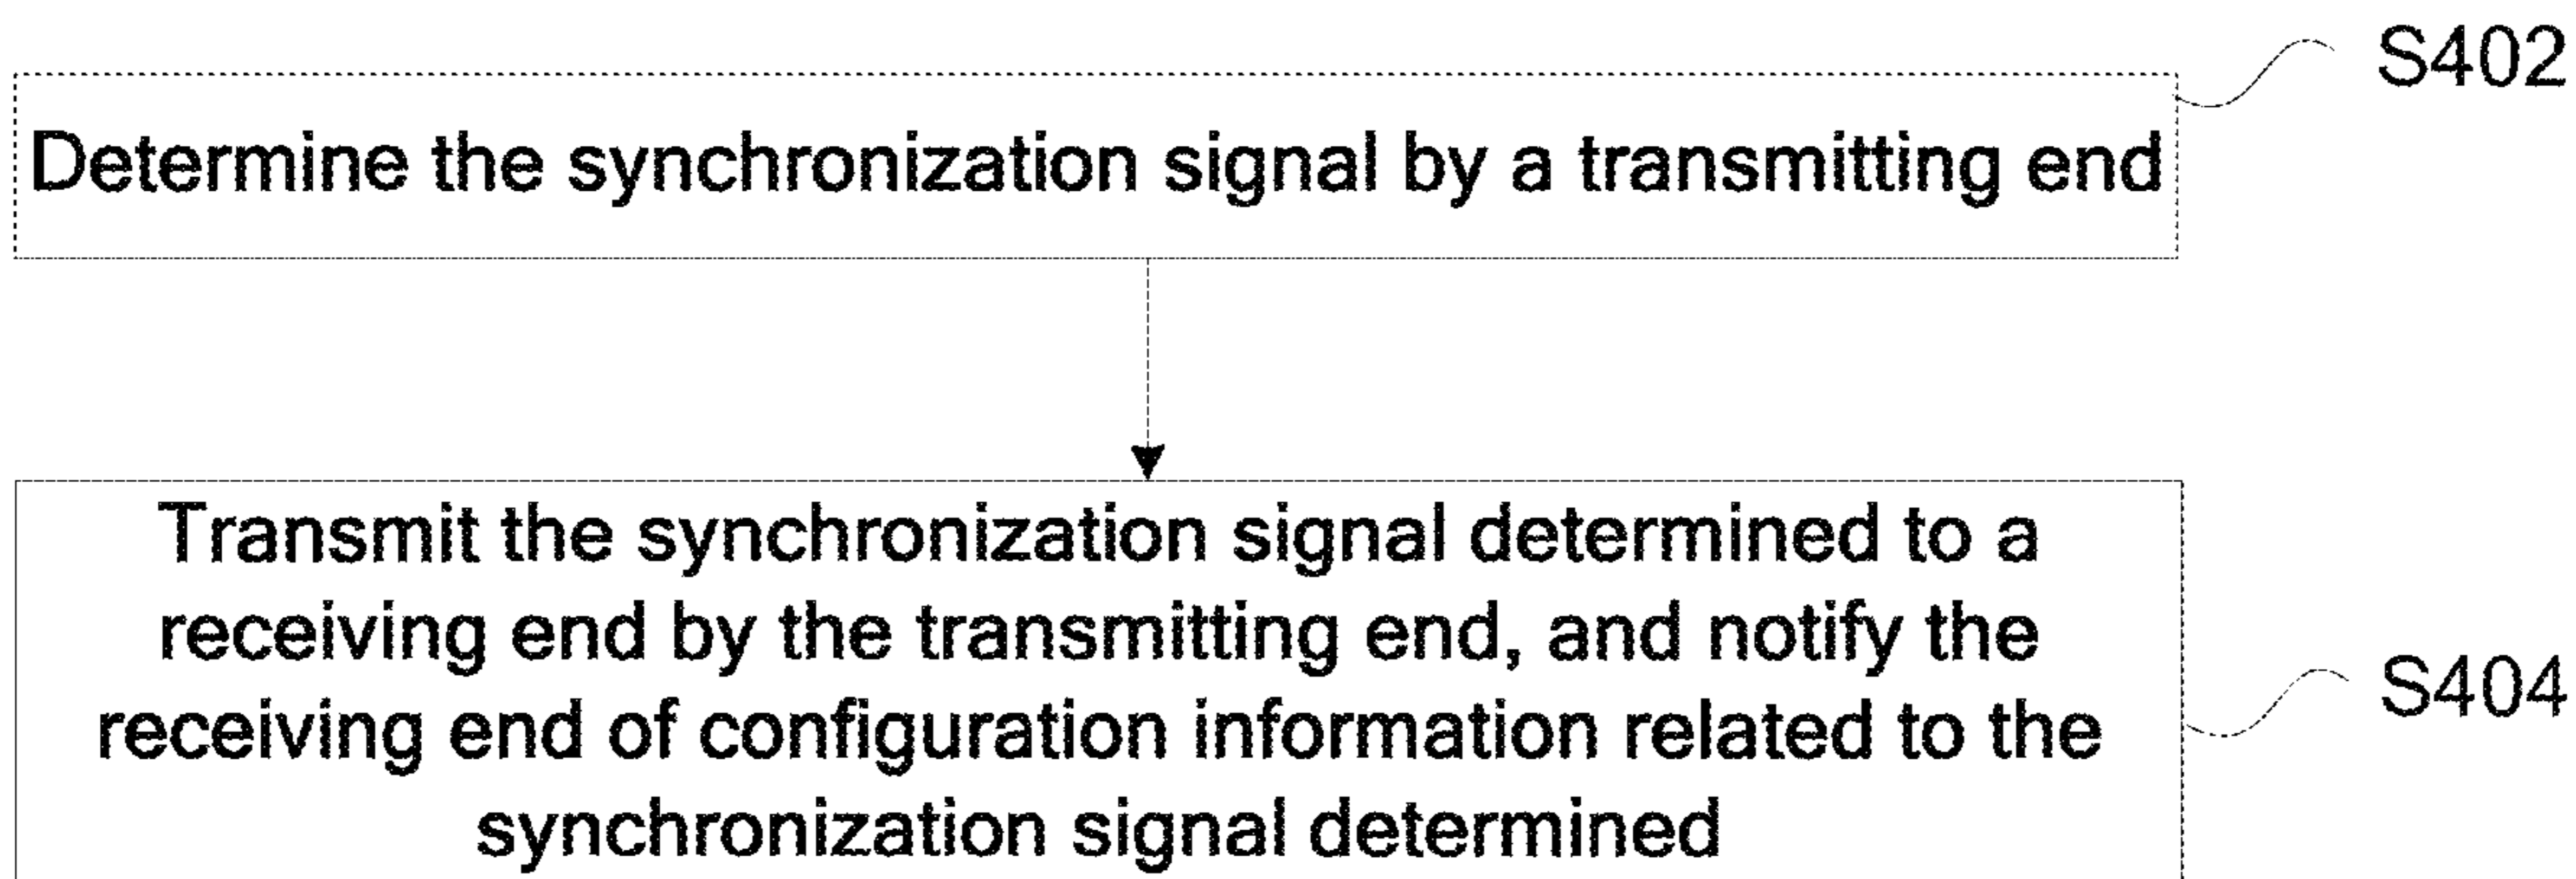 S402
Determine the synchronization signal by a transmitting end
Transmit the synchronization signal determined to a
receiving end by the transmitting end, and notify the
receiving end of configuration information related to the
synchronization signal determined
S404